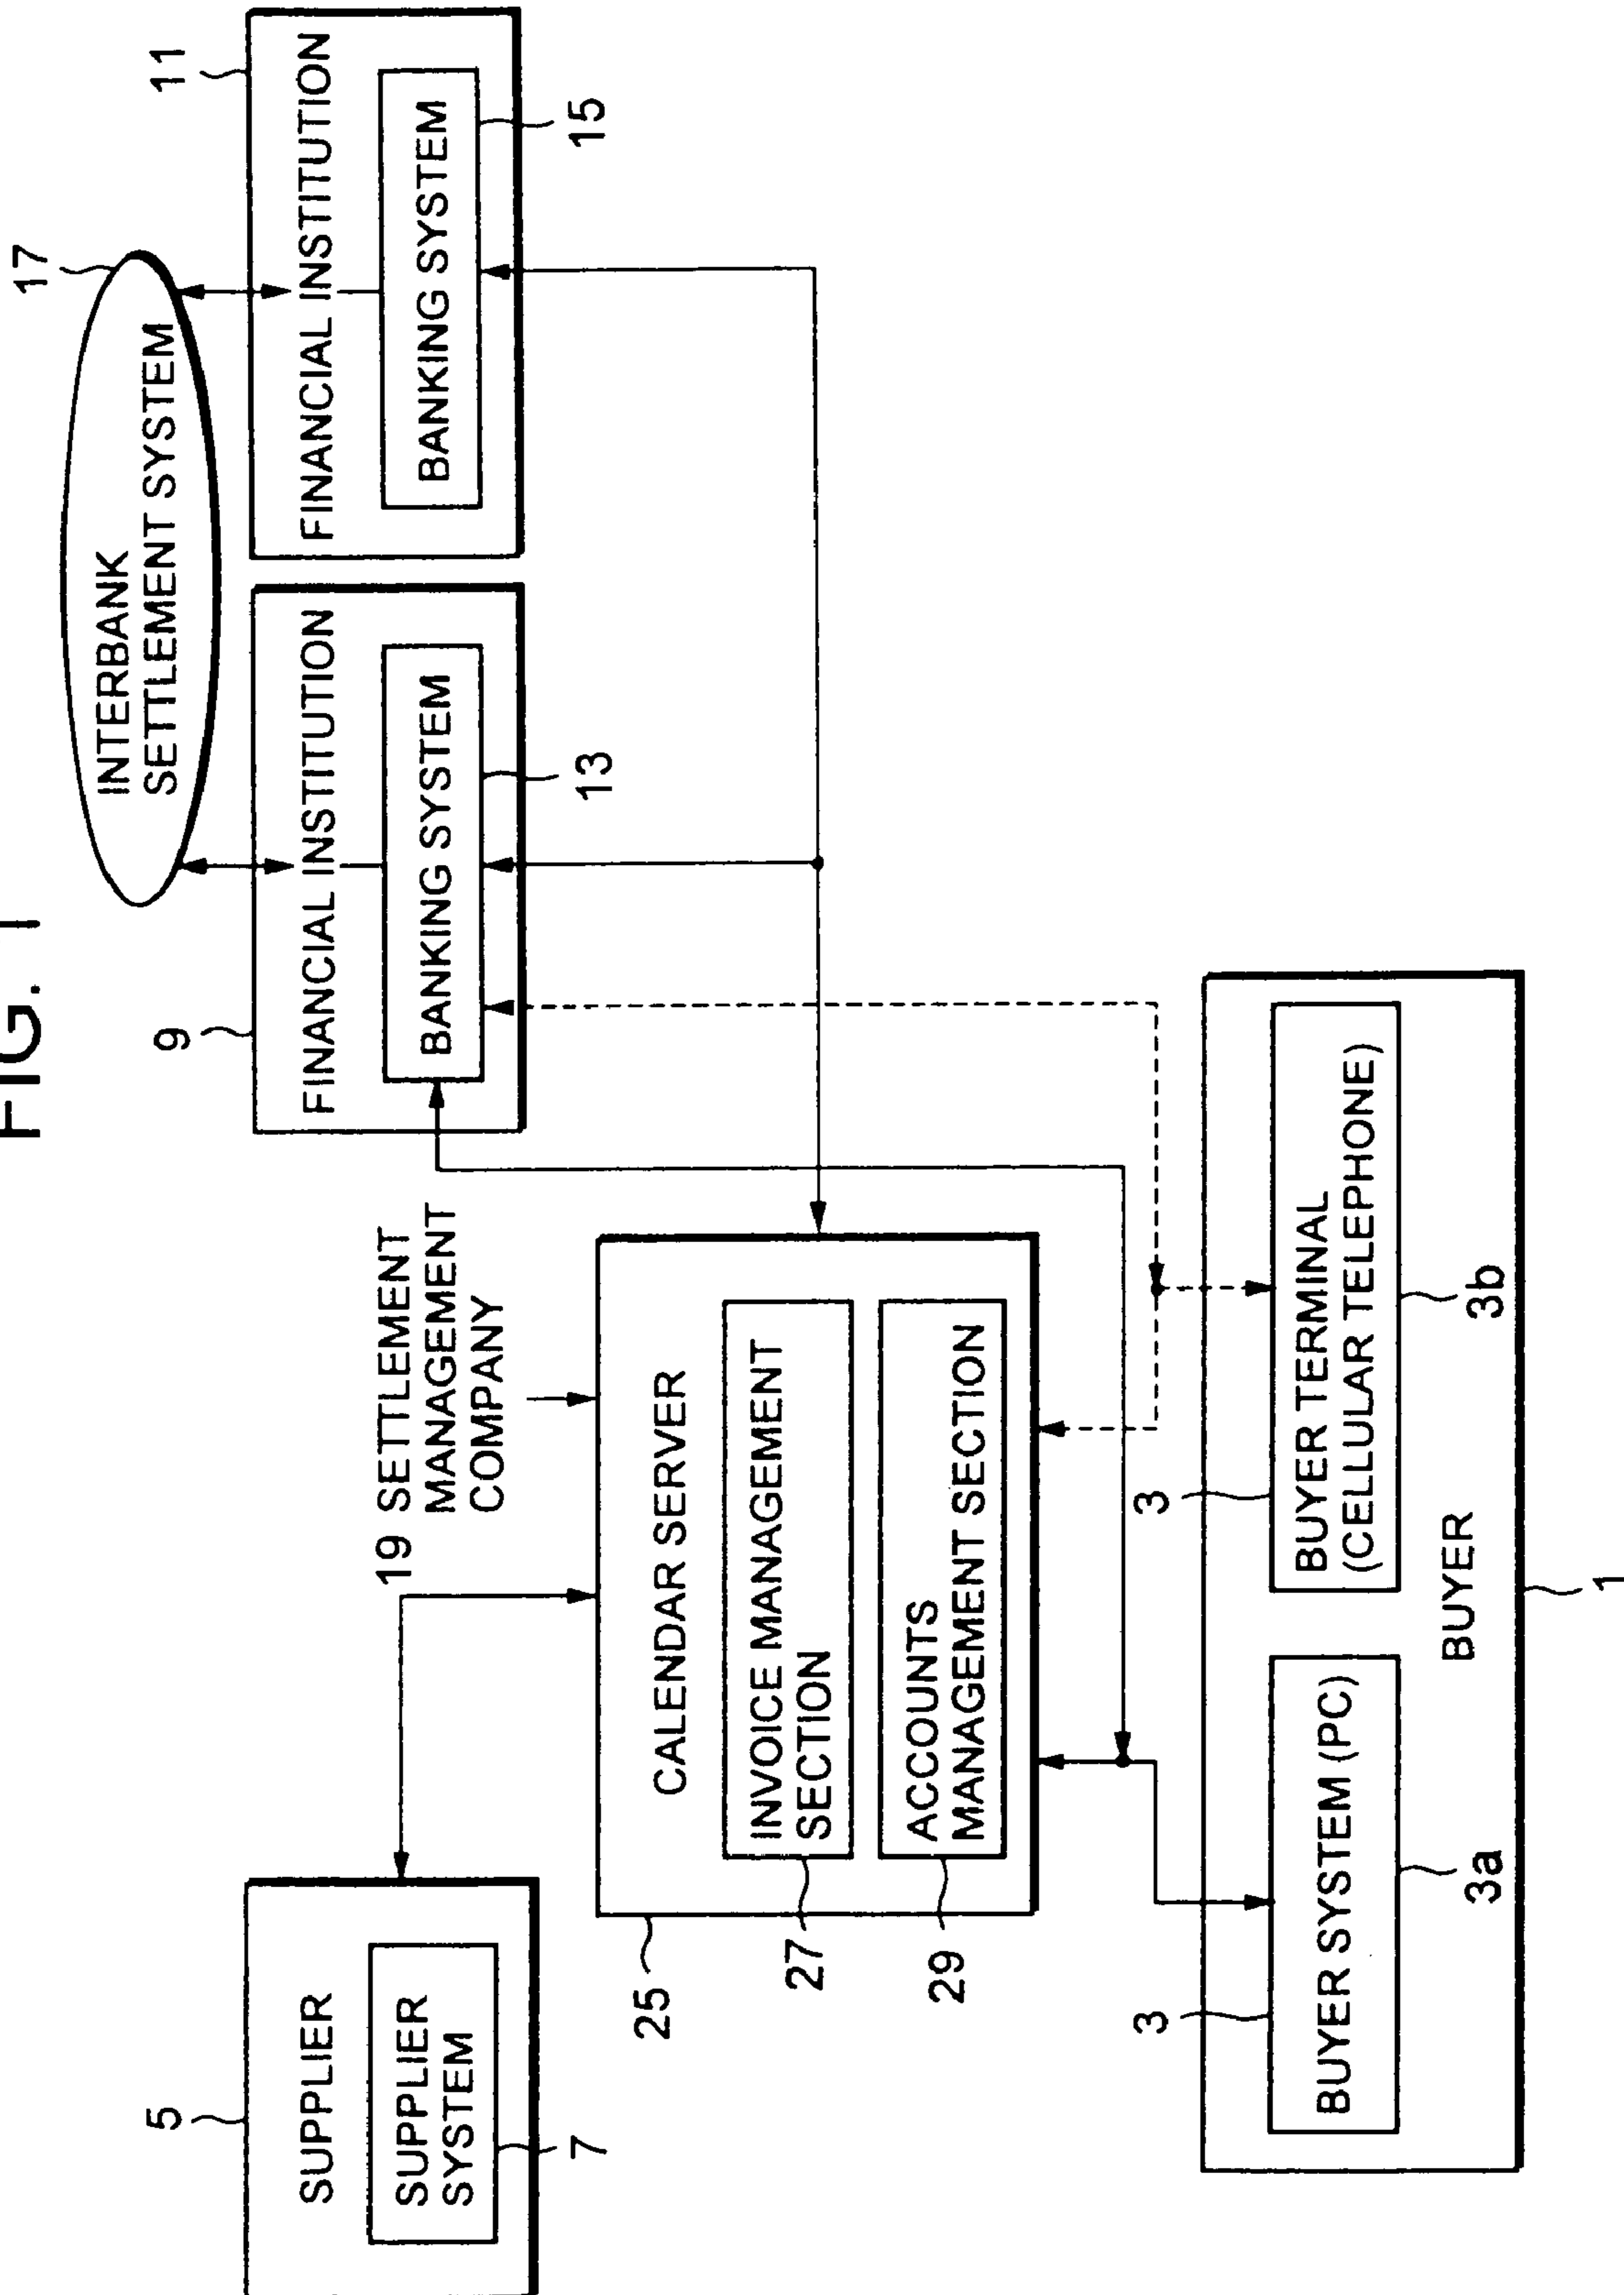 FIG. 1
17
INTERBANK
SETTLEMENT SYSTEM
5
SUPPLIER
SUPPLIER
SYSTEM
7
19 SETTLEMENT
MANAGEMENT
COMPANY
9
FINANCIAL INSTITUTION
BANKING SYSTEM
13
11
FINANCIAL INSTITUTION
BANKING SYSTEM
15
25
CALENDAR SERVER
INVOICE MANAGEMENT
SECTION
27
ACCOUNTS
MANAGEMENT SECTION
29
3
BUYER SYSTEM (PC)
3a
3
BUYER TERMINAL
(CELLULAR TELEPHONE)
3b
BUYER
1